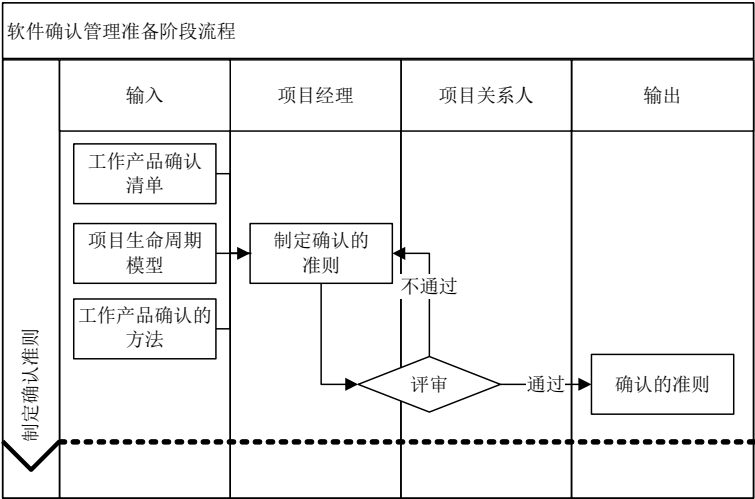 软件确认管理准备阶段流程
输入
项目经理
项目关系人
输出
工作产品确认
清单
项目生命周期
模型
制定确认的
准则
不通过
工作产品确认的
方法
制定确认准则
评审
通过
确认的准则